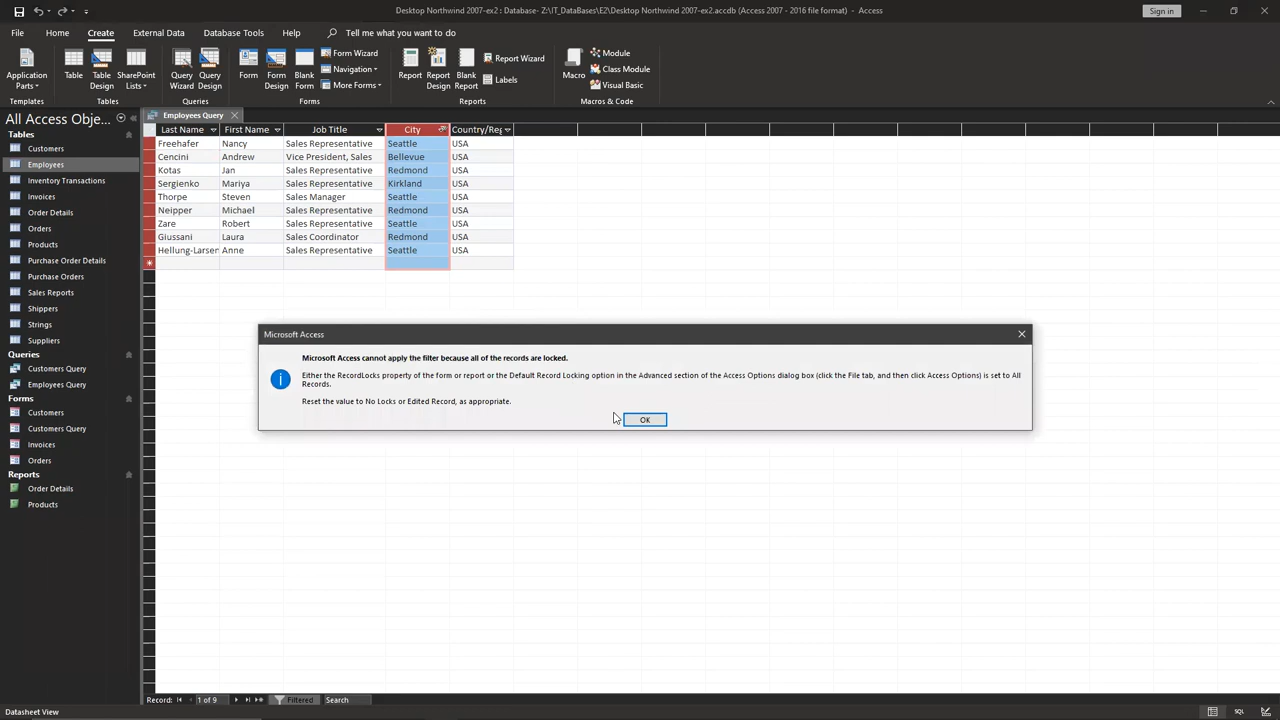 Desktop Northwind 2007-ex2 : Database- Z:\IT_DataBases\E2\Desktop Northwind 2007-ex2.accdb (Access 2007 - 2016 file format) - Access
Sign in
File Home Create External Data Database Tools Help Tell me what you want to do
Application Parts
Table
Table Design
SharePoint Lists
Query Wizard
Query Design
Form
Form Design
Blank Form
Form Wizard
Navigation
More Forms
Report
Report Design
Blank Report
Report Wizard
Labels
Macro
Module
Class Module
Visual Basic
Templates Tables Queries Forms Reports Macros & Code
All Access Obje...
Tables
Customers
Employees
Inventory Transactions
Invoices
Order Details
Orders
Products
Purchase Order Details
Purchase Orders
Sales Reports
Shippers
Strings
Suppliers
Queries
Customers Query
Employees Query
Forms
Customers
Customers Query
Invoices
Orders
Reports
Order Details
Products
Employees Query
Last Name First Name Job Title City Country/Reg
Freehafer Nancy Sales Representative Seattle USA
Cencini Andrew Vice President, Sales Bellevue USA
Kotas Jan Sales Representative Redmond USA
Sergienko Mariya Sales Representative Kirkland USA
Thorpe Steven Sales Manager Seattle USA
Neipper Michael Sales Representative Redmond USA
Zare Robert Sales Representative Seattle USA
Giussani Laura Sales Coordinator Redmond USA
Hellung-Larsen Anne Sales Representative Seattle USA
Microsoft Access
Microsoft Access cannot apply the filter because all of the records are locked.
Either the RecordLocks property of the form or report or the Default Record Locking option in the Advanced section of the Access Options dialog box (click the File tab, and then click Access Options) is set to All
Records.
Reset the value to No Locks or Edited Record, as appropriate.
OK
Record: 1 of 9 Filtered Search
Datasheet View
SQL